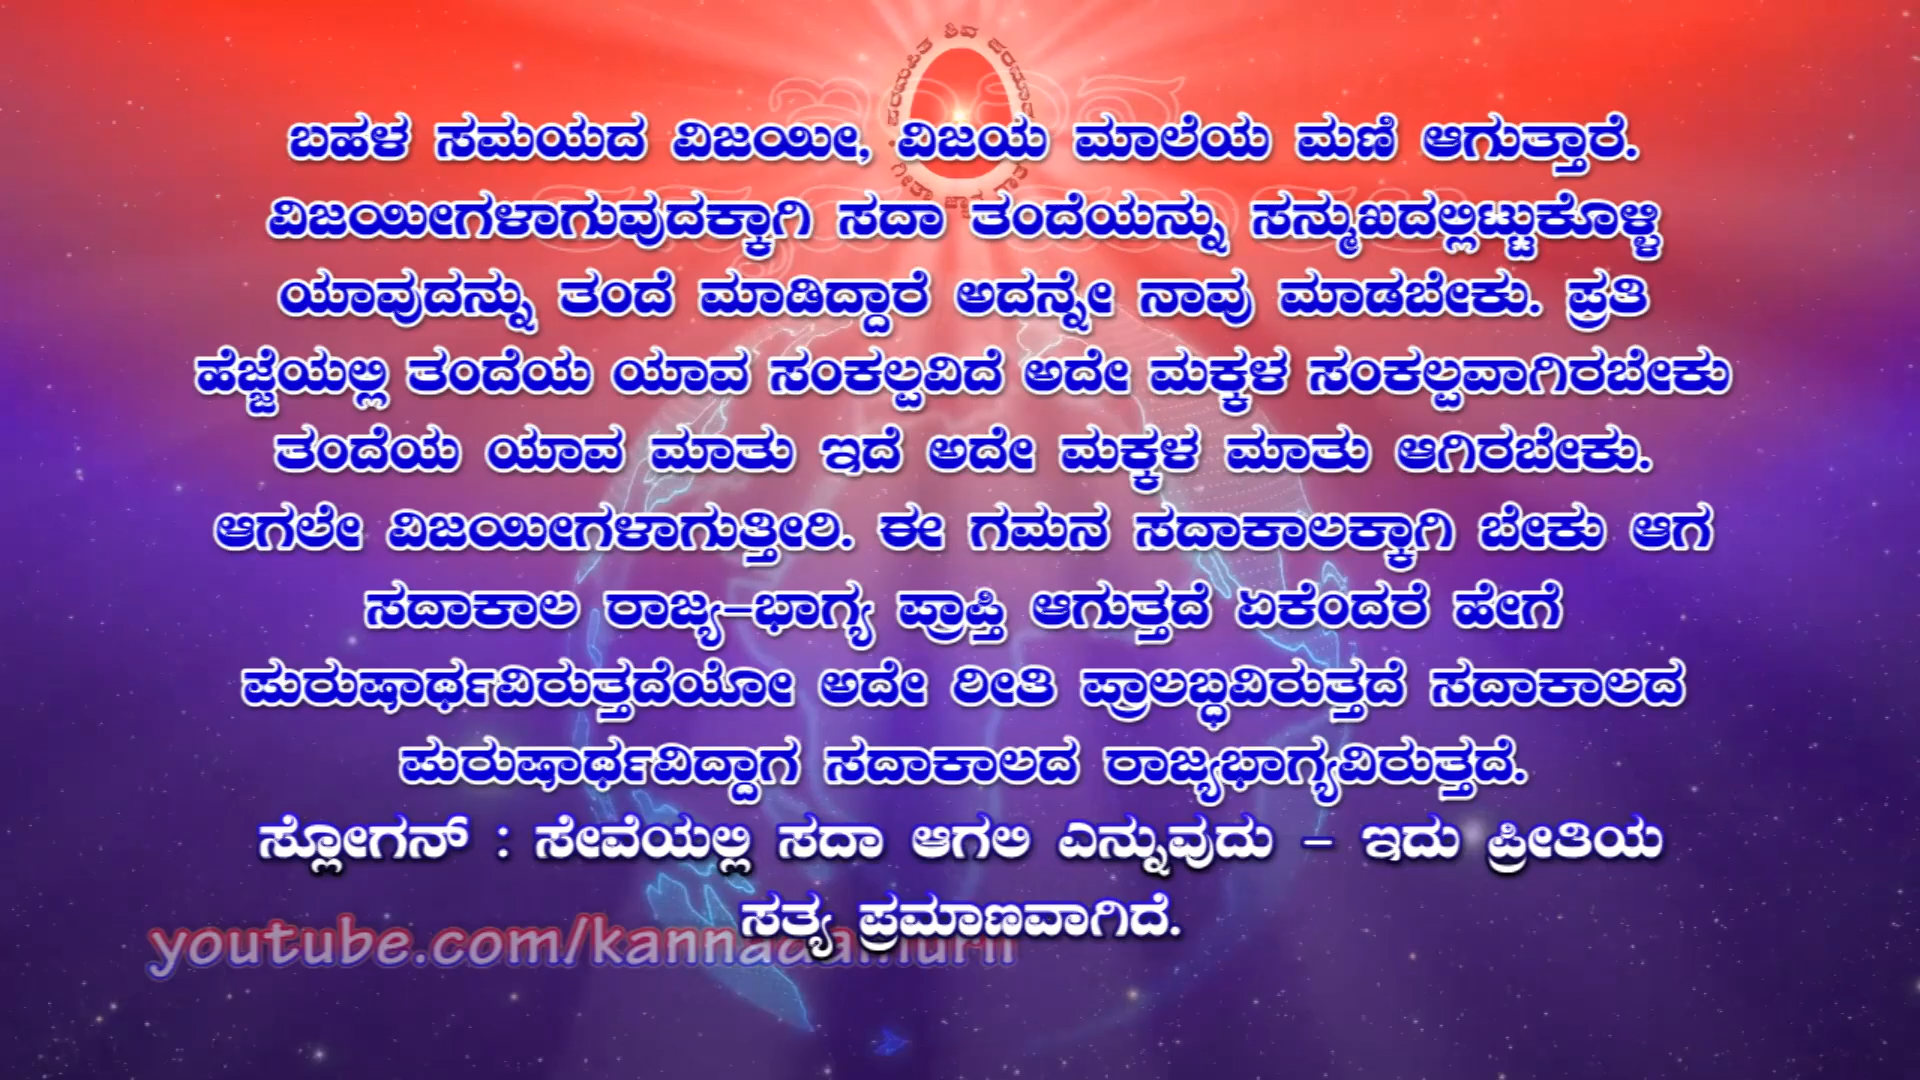 ಬಹಳ ಸಮಯದ ವಿಜಯೀ, ವಿಜಯ ಮಾಲೆಯ ಮಣಿ ಆಗುತ್ತಾರೆ.
ವಿಜಯೀಗಳಾಗುವುದಕ್ಕಾಗಿ ಸದಾ ತಂದೆಯನ್ನು ಸನ್ಮುಖದಲ್ಲಿಟ್ಟುಕೊಳ್ಳಿ
ಯಾವುದನ್ನು ತಂದೆ ಮಾಡಿದ್ದಾರೆ ಅದನ್ನೇ ನಾವು ಮಾಡಬೇಕು. ಪ್ರತಿ
ಹೆಜ್ಜೆಯಲ್ಲಿ ತಂದೆಯ ಯಾವ ಸಂಕಲ್ಪವಿದೆ ಅದೇ ಮಕ್ಕಳ ಸಂಕಲ್ಪವಾಗಿರಬೇಕು
ತಂದೆಯ ಯಾವ ಮಾತು ಇದೆ ಅದೇ ಮಕ್ಕಳ ಮಾತು ಆಗಿರಬೇಕು.
ಆಗಲೇ ವಿಜಯೀಗಳಾಗುತ್ತೀರಿ. ಈ ಗಮನ ಸದಾಕಾಲಕ್ಕಾಗಿ ಬೇಕು ಆಗ
ಸದಾಕಾಲ ರಾಜ್ಯ-ಭಾಗ್ಯ ಪ್ರಾಪ್ತಿ ಆಗುತ್ತದೆ ಏಕೆಂದರೆ ಹೇಗೆ
ಪುರುಷಾರ್ಥವಿರುತ್ತದೆಯೋ ಅದೇ ರೀತಿ ಪ್ರಾಲಬ್ಧವಿರುತ್ತದೆ ಸದಾಕಾಲದ
ಪುರುಷಾರ್ಥವಿದ್ದಾಗ ಸದಾಕಾಲದ ರಾಜ್ಯಭಾಗ್ಯವಿರುತ್ತದೆ.
ಸ್ಲೋಗನ್ : ಸೇವೆಯಲ್ಲಿ ಸದಾ ಆಗಲಿ ಎನ್ನುವುದು - ಇದು ಪ್ರೀತಿಯ
ಸತ್ಯ ಪ್ರಮಾಣವಾಗಿದೆ.
youtube.com/kannadamurli